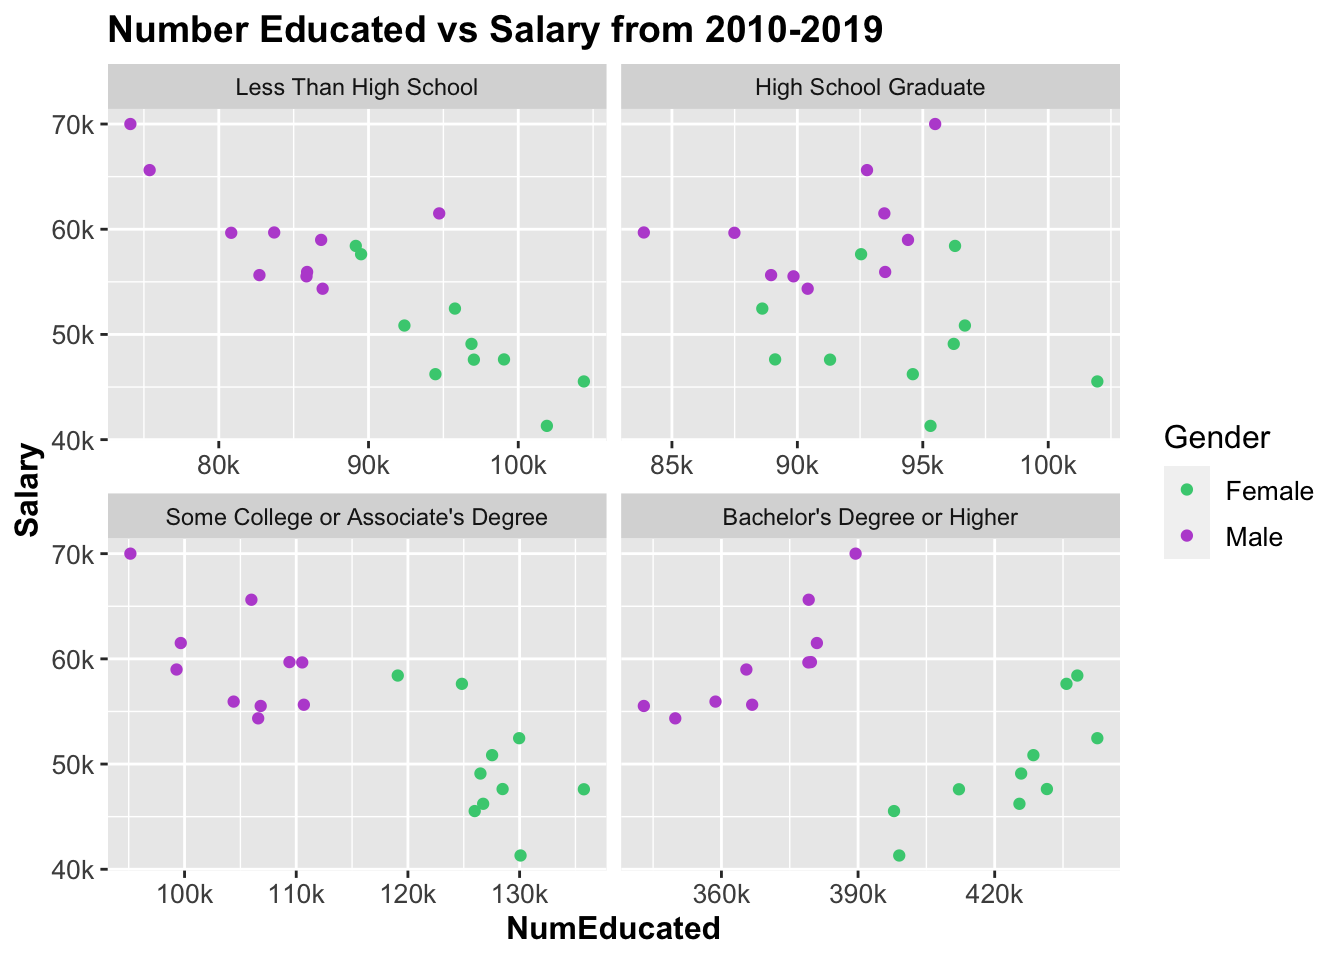 Number Educated vs Salary from 2010-2019
Less Than High School
High School Graduate
70k
60k
50k
40k
80k 90k 100k
85k 90k 95k 100k
Some College or Associate's Degree
Bachelor's Degree or Higher
70k
60k
50k
40k
100k 110k 120k 130k
360k 390k 420k
NumEducated
Salary
Gender
Female
Male